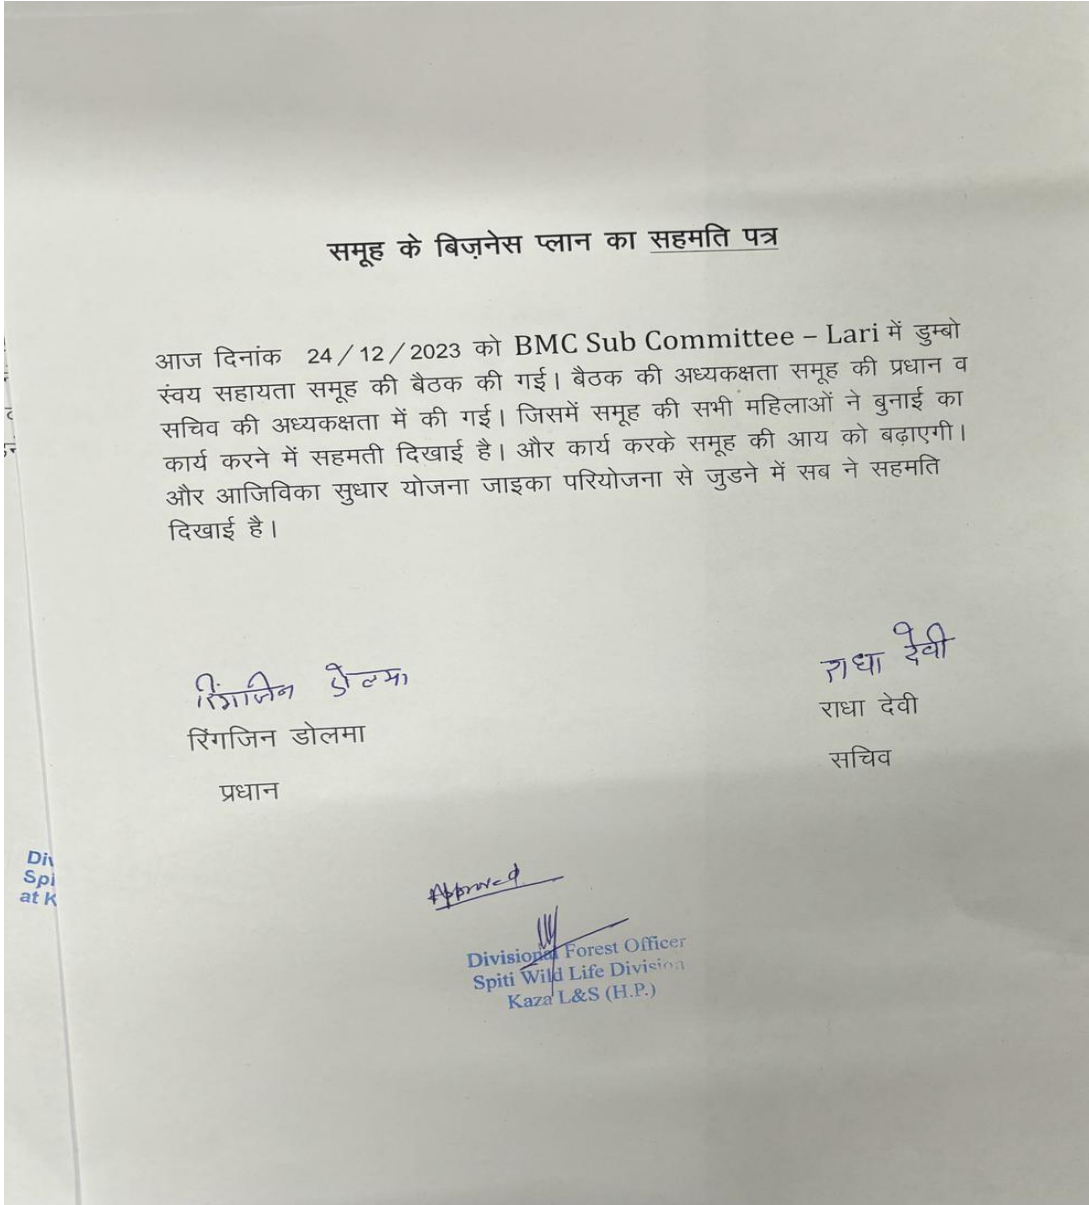 समूह के बिज़नेस प्लान का सहमति पत्र
आज दिनांक 24/12/2023 को BMC Sub Committee – Lari में डुम्बो
स्ंवय सहायता समूह की बैठक की गई। बैठक की अध्यकक्षता समूह की प्रधान व
सचिव की अध्यकक्षता में की गई। जिसमें समूह की सभी महिलाओं ने बुनाई का
कार्य करने में सहमती दिखाई है। और कार्य करके समूह की आय को बढ़ाएगी।
और आजिविका सुधार योजना जाइका परियोजना से जुडने में सब ने सहमति
दिखाई है।
रिंगजिन डोलमा
राधा देवी
रिंगजिन डोलमा
राधा देवी
प्रधान
सचिव
Div
Spi
at K
Approved
Divisional Forest Officer
Spiti Wild Life Division
Kaza L&S (H.P.)